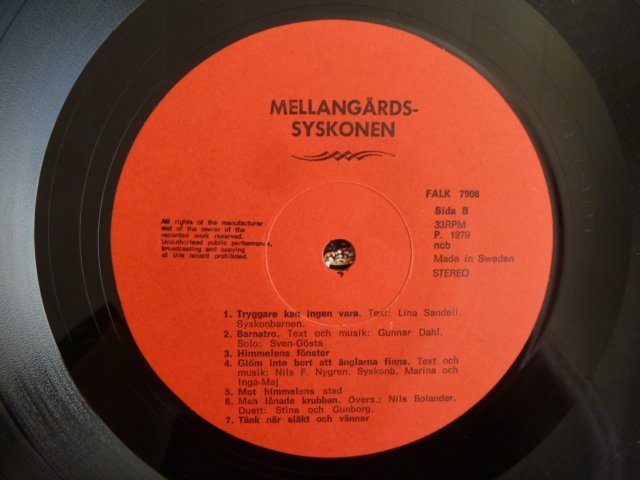 MELLANGÅRDS-
SYSKONEN
FALK 7908
Sida B
33RPM
P. 1979
ncb
Made in Sweden
STEREO
All rights of the manufacturer
and of the owner of the
recorded work reserved.
Unauthorised public performance,
broadcasting and copying
of this record prohibited.
1. Tryggare kan ingen vara. Text: Lina Sandell.
Syskonbarnen.
2. Barnatro. Text och musik: Gunnar Dahl.
Solo: Sven-Gösta
3. Himmelens fönster
4. Glöm inte bort att änglarna finns. Text och
musik: Nils F. Nygren. Syskonb. Marina och
Inga-Maj
5. Mot himmelens stad
6. Man lånade krubban. Övers.: Nils Bolander.
Duett: Stina och Gunborg.
7. Tänk när släkt och vänner